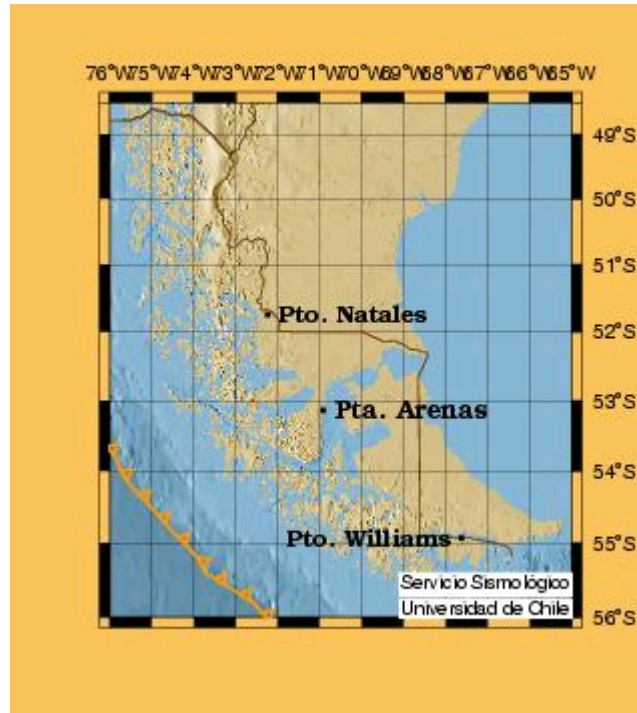 76°W75°W74°W73°W72°W71°W70°W69°W68°W67°W66°W65°W
49°S
50°S
51°S
Pto. Natales
52°S
53°S
Pta. Arenas
54°S
Pto. Williams
55°S
Servicio Sismológico
Universidad de Chile
56°S